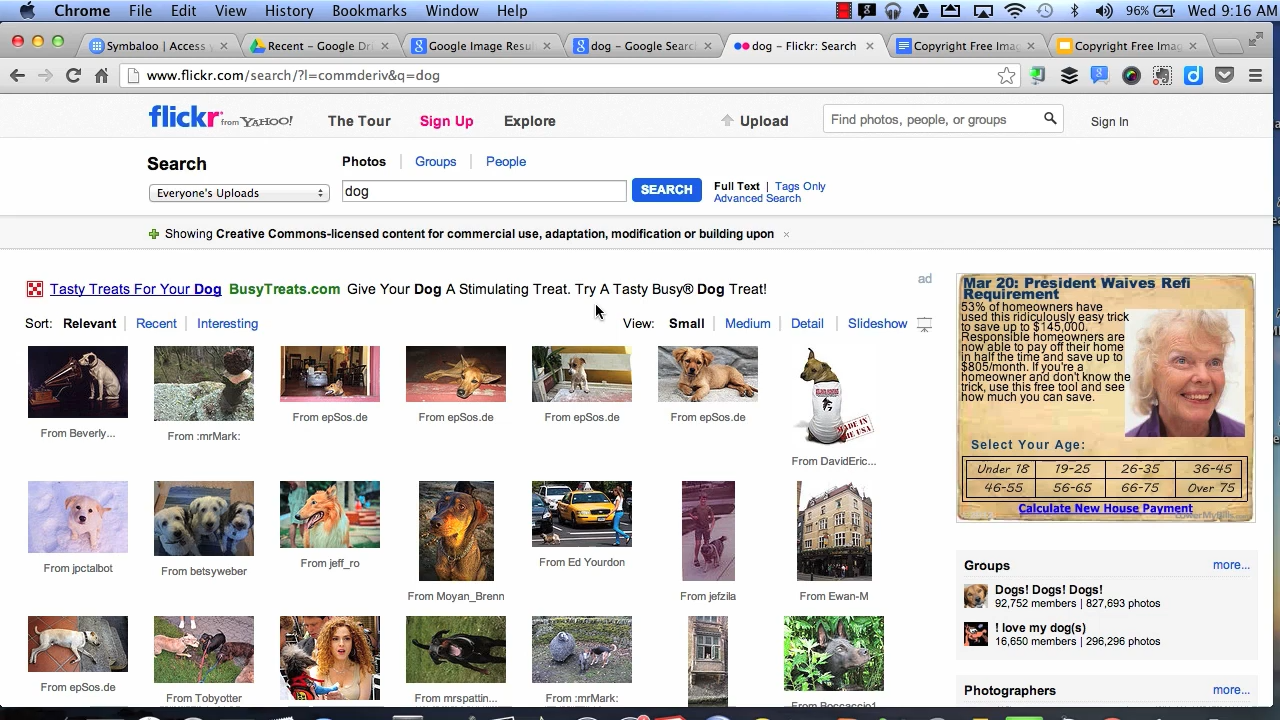 Chrome File Edit View History Bookmarks Window Help 96% Wed 9:16 AM
Symbaloo | Access Recent – Google Google Image Resul dog – Google Searc dog – Flickr: Search Copyright Free Imag Copyright Free Imag
www.flickr.com/search/?l=commderiv&q=dog
flickr from YAHOO! The Tour Sign Up Explore Upload Find photos, people, or groups Sign In
Search Photos Groups People
Everyone's Uploads dog SEARCH Full Text | Tags Only
Advanced Search
Showing Creative Commons-licensed content for commercial use, adaptation, modification or building upon ×
ad
Tasty Treats For Your Dog BusyTreats.com Give Your Dog A Stimulating Treat. Try A Tasty Busy® Dog Treat!
Sort: Relevant Recent Interesting View: Small Medium Detail Slideshow
MADE IN THE USA
From Beverly... From :mrMark: From epSos.de From epSos.de From epSos.de From epSos.de From DavidEric...
From jpctalbot From betsyweber From jeff_ro From Moyan_Brenn From Ed Yourdon From jefzila From Ewan-M
From epSos.de From Tobyotter From mrspattin... From :mrMark: From Boccaccio1
Mar 20: President Waives Refi
Requirement
53% of homeowners have
used this ridiculously easy trick
to save up to $145,000.
Responsible homeowners are
now able to pay off their home
in half the time and save up to
$805/month. If you're a
homeowner and don't know the
trick, use this free tool and see
how much you can save.
Select Your Age:
Under 18 19-25 26-35 36-45
46-55 56-65 66-75 Over 75
Calculate New House Payment
LowerMyBills
Groups more...
Dogs! Dogs! Dogs!
92,752 members | 827,693 photos
! love my dog(s)
16,650 members | 296,296 photos
Photographers more...